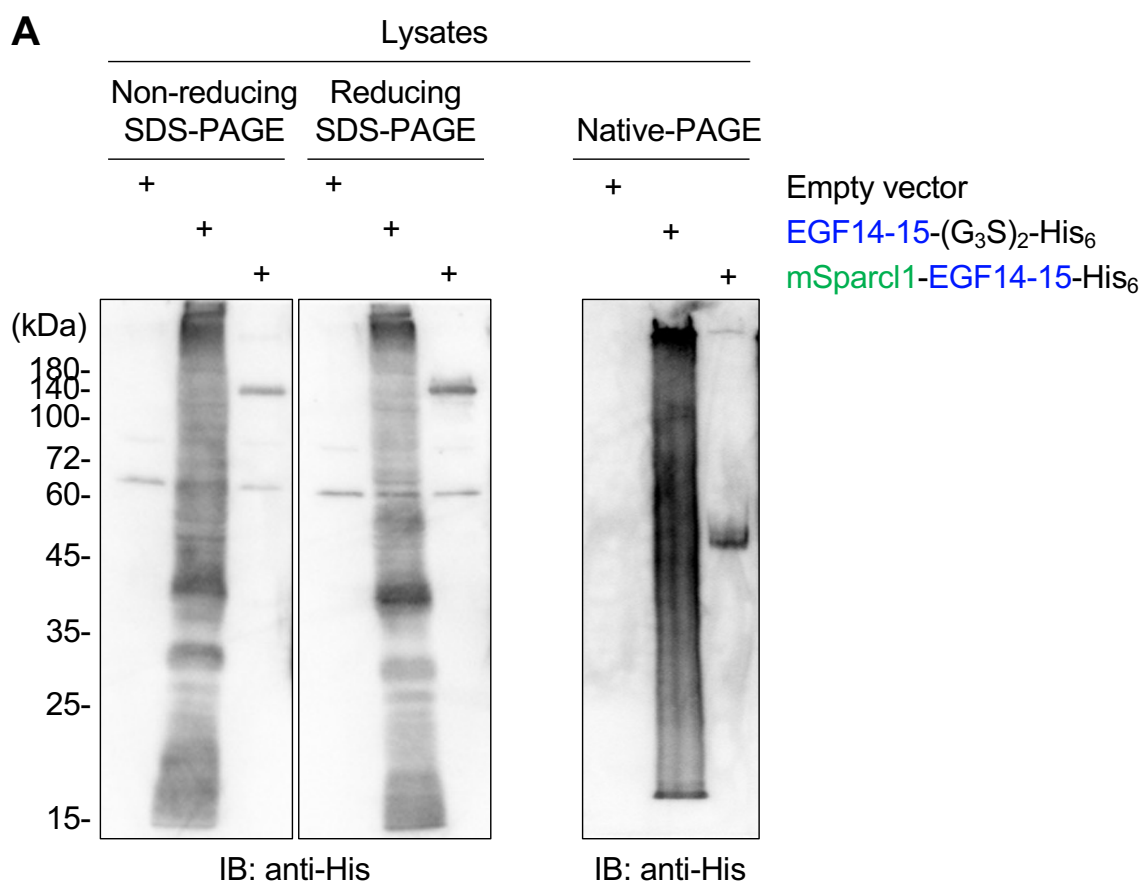 A
Lysates
Non-reducing SDS-PAGE
Reducing SDS-PAGE
Native-PAGE
+ + + Empty vector
+ + + EGF14-15-(G₃S)₂-His₆
+ + + mSparcl1-EGF14-15-His₆
(kDa)
180-
140-
100-
72-
60-
45-
35-
25-
15-
IB: anti-His
IB: anti-His